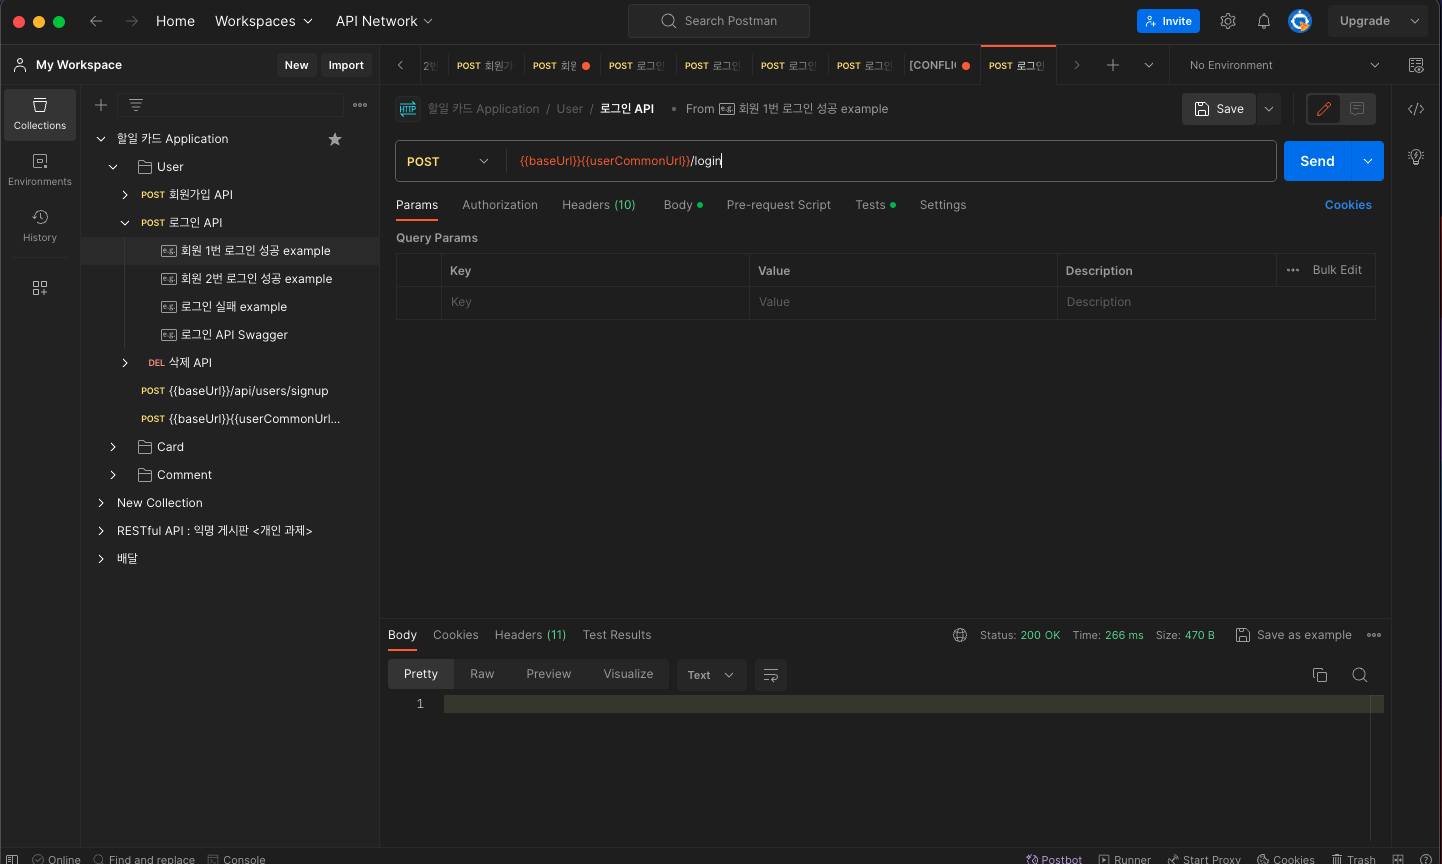 Home Workspaces API Network Search Postman Invite Upgrade
My Workspace New Import
POST 회원 POST 회원 POST 로그인 POST 로그인 POST 로그인 POST 로그인 [CONFLI POST 로그인 No Environment
Collections
Environments
History
할일 카드 Application
User
POST 회원가입 API
POST 로그인 API
e.g. 회원 1번 로그인 성공 example
e.g. 회원 2번 로그인 성공 example
e.g. 로그인 실패 example
e.g. 로그인 API Swagger
DEL 삭제 API
POST {{baseUrl}}/api/users/signup
POST {{baseUrl}}{{userCommonUrl...
Card
Comment
New Collection
RESTful API : 익명 게시판 <개인 과제>
배달
HTTP 할일 카드 Application / User / 로그인 API • From e.g. 회원 1번 로그인 성공 example Save
POST {{baseUrl}}{{userCommonUrl}}/login Send
Params Authorization Headers (10) Body Pre-request Script Tests Settings Cookies
Query Params
Key Value Description Bulk Edit
Key Value Description
Body Cookies Headers (11) Test Results Status: 200 OK Time: 266 ms Size: 470 B Save as example
Pretty Raw Preview Visualize Text
1
Online Find and replace Console Postbot Runner Start Proxy Cookies Trash